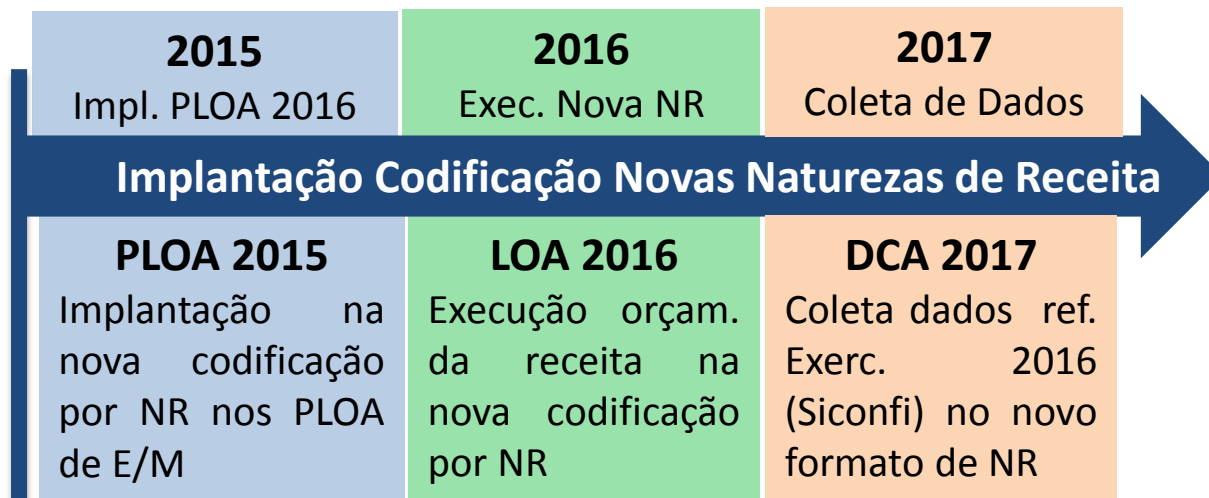 2015
Impl. PLOA 2016
2016
Exec. Nova NR
2017
Coleta de Dados
Implantação Codificação Novas Naturezas de Receita
PLOA 2015
Implantação na
nova codificação
por NR nos PLOA
de E/M
LOA 2016
Execução orçam.
da receita na
nova codificação
por NR
DCA 2017
Coleta dados ref.
Exerc. 2016
(Siconfi) no novo
formato de NR